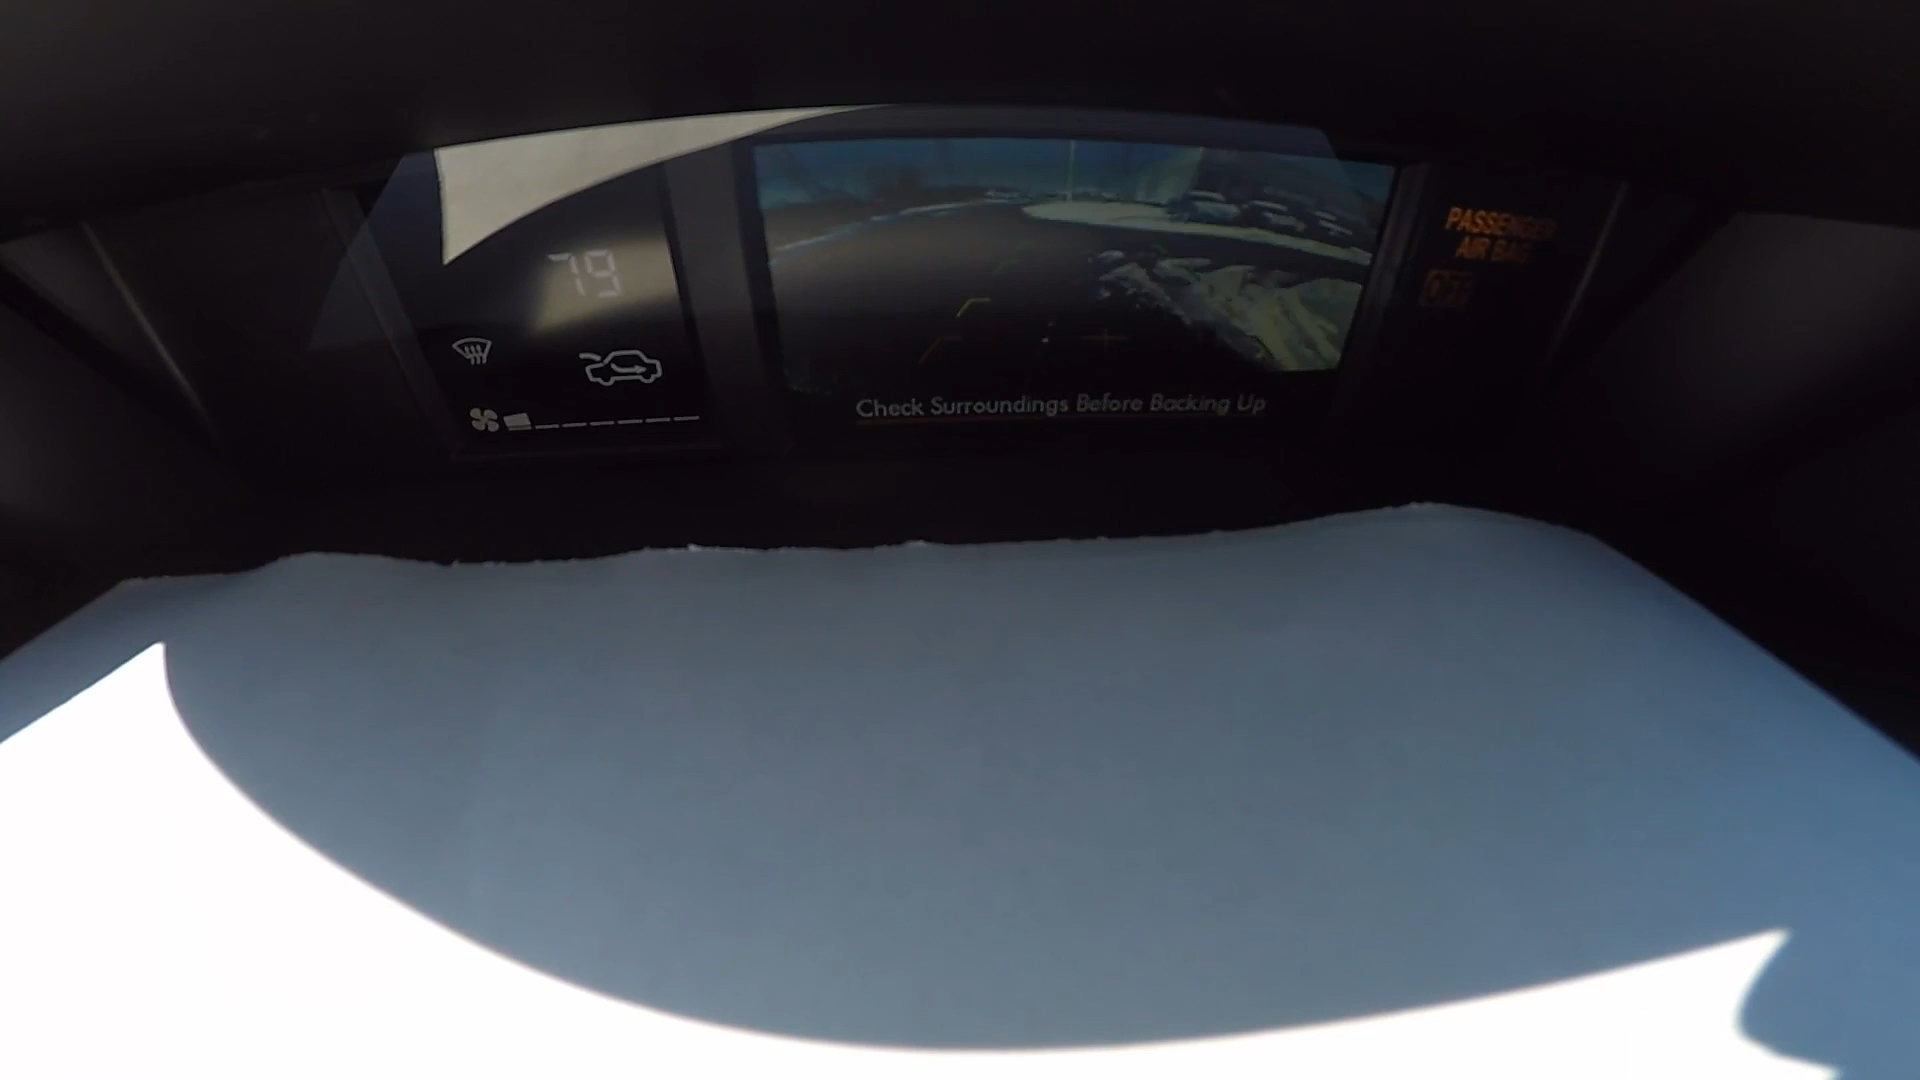 79
Check Surroundings Before Backing Up
PASSENGER
AIR BAG
OFF